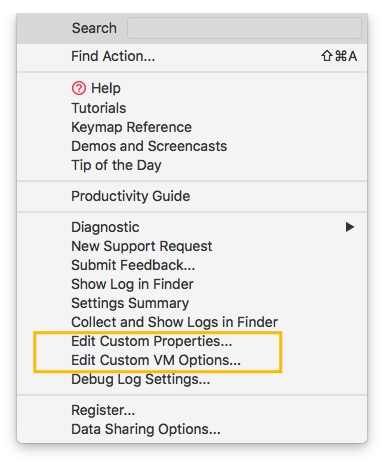 Search
Find Action... ⇧⌘A
Help
Tutorials
Keymap Reference
Demos and Screencasts
Tip of the Day
Productivity Guide
Diagnostic
New Support Request
Submit Feedback...
Show Log in Finder
Settings Summary
Collect and Show Logs in Finder
Edit Custom Properties...
Edit Custom VM Options...
Debug Log Settings...
Register...
Data Sharing Options...